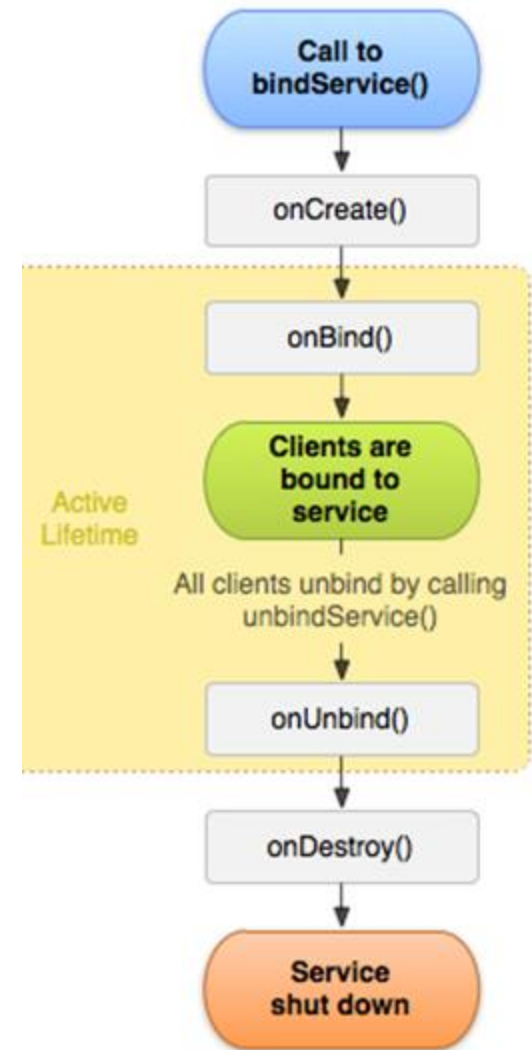 Call to
bindService()
onCreate()
onBind()
Clients are
bound to
service
Active
Lifetime
All clients unbind by calling
unbindService()
onUnbind()
onDestroy()
Service
shut down